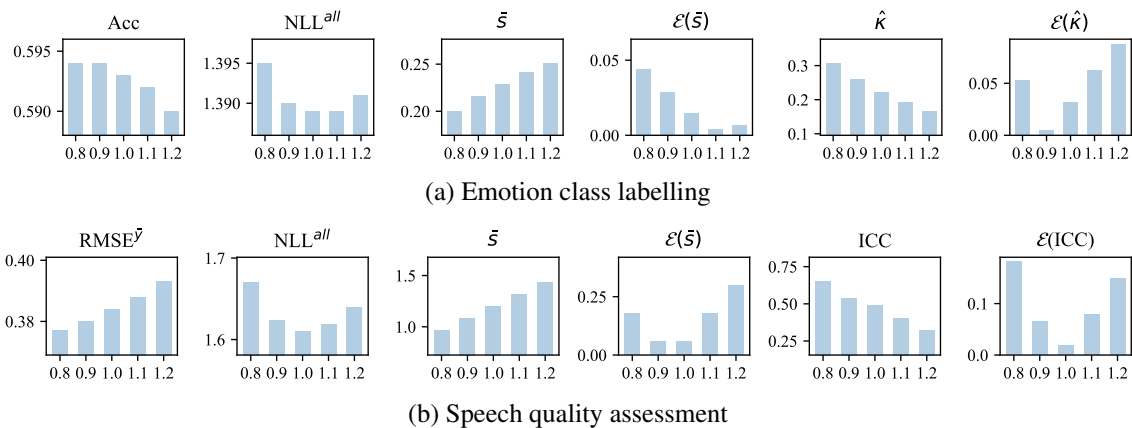 Acc NLL^all s̄ ℰ(s̄) κ̂ ℰ(κ̂)
0.595 1.395 0.25 0.05 0.3 0.05
0.590 1.390 0.20 0.00 0.2 0.00
0.1
0.8 0.9 1.0 1.1 1.2 0.8 0.9 1.0 1.1 1.2 0.8 0.9 1.0 1.1 1.2 0.8 0.9 1.0 1.1 1.2 0.8 0.9 1.0 1.1 1.2 0.8 0.9 1.0 1.1 1.2
(a) Emotion class labelling
RMSE^ȳ NLL^all s̄ ℰ(s̄) ICC ℰ(ICC)
0.40 1.7 1.5 0.25 0.75 0.1
0.38 1.6 1.0 0.00 0.50 0.0
0.25
0.8 0.9 1.0 1.1 1.2 0.8 0.9 1.0 1.1 1.2 0.8 0.9 1.0 1.1 1.2 0.8 0.9 1.0 1.1 1.2 0.8 0.9 1.0 1.1 1.2 0.8 0.9 1.0 1.1 1.2
(b) Speech quality assessment